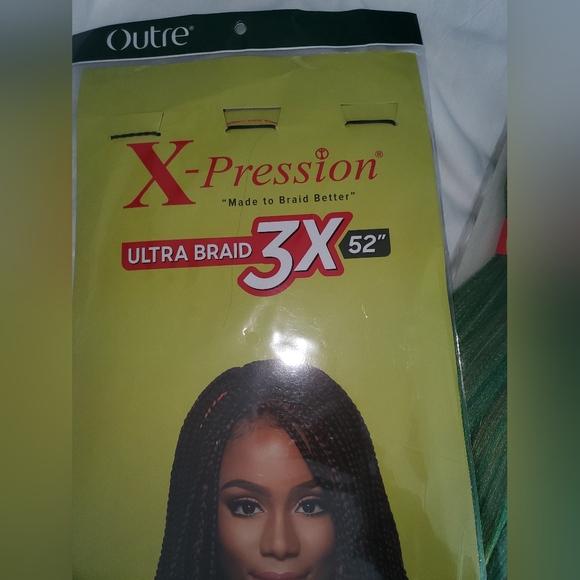 Outre®
X-Pression®
"Made to Braid Better"
ULTRA BRAID 3X 52"